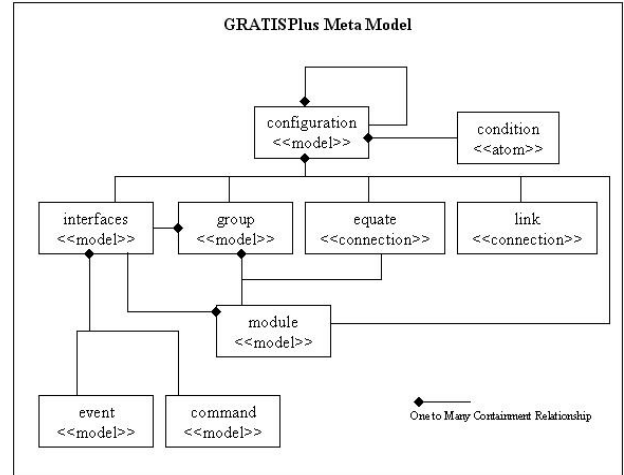 GRATISPlus Meta Model
configuration
<<model>>
condition
<<atom>>
interfaces
<<model>>
group
<<model>>
equate
<<connection>>
link
<<connection>>
module
<<model>>
event
<<model>>
command
<<model>>
One to Many Containment Relationship